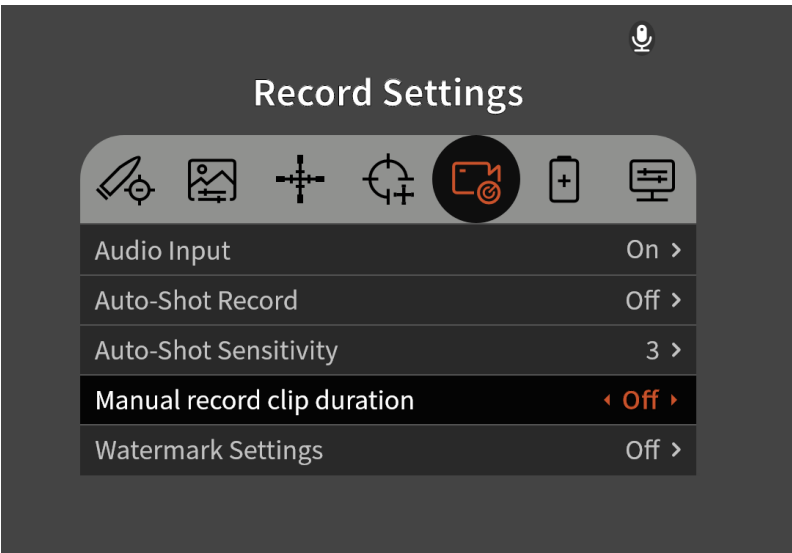 Record Settings
Audio Input On >
Auto-Shot Record Off >
Auto-Shot Sensitivity 3 >
Manual record clip duration Off
Watermark Settings Off >